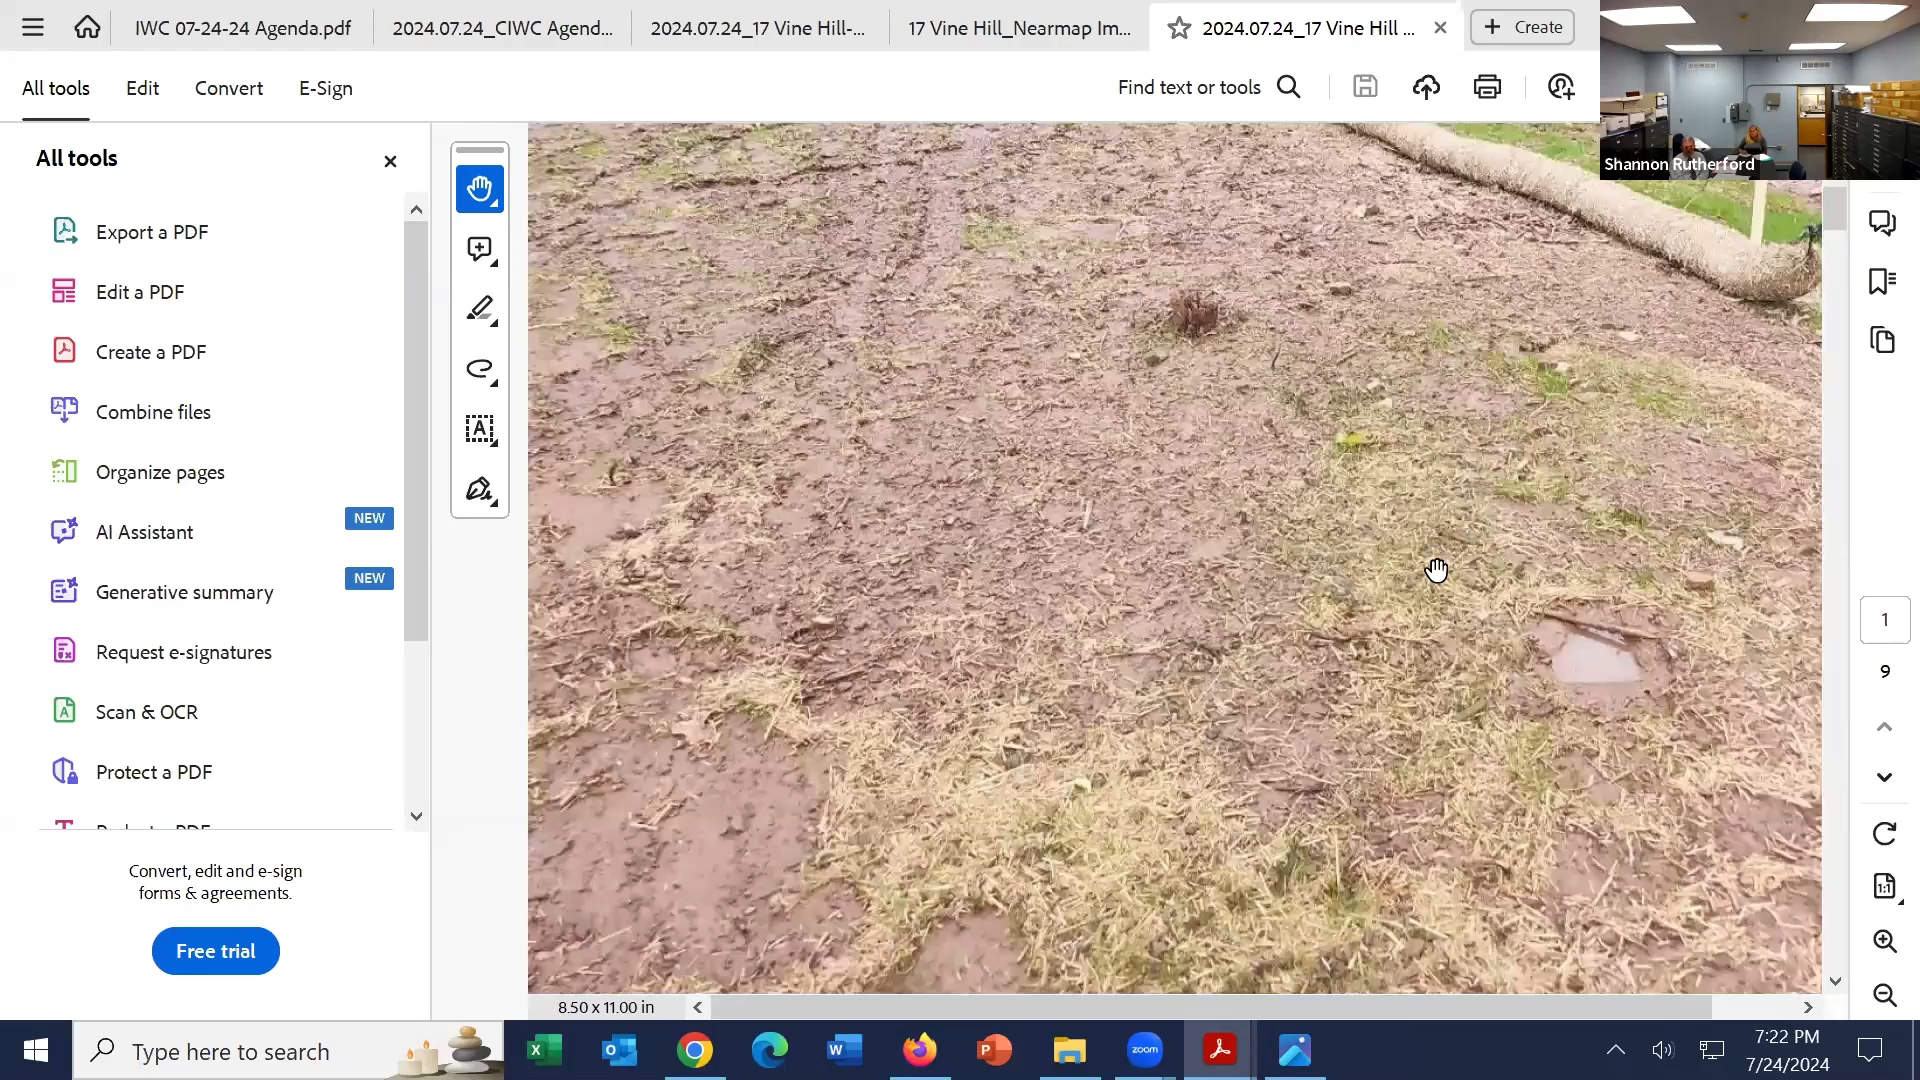 IWC 07-24-24 Agenda.pdf
2024.07.24_CIWC Agend...
2024.07.24_17 Vine Hill-...
17 Vine Hill_Nearmap Im...
2024.07.24_17 Vine Hill ...
Create
All tools
Edit
Convert
E-Sign
Find text or tools
Shannon Rutherford
All tools
Export a PDF
Edit a PDF
Create a PDF
Combine files
Organize pages
AI Assistant
NEW
Generative summary
NEW
Request e-signatures
Scan & OCR
Protect a PDF
Convert, edit and e-sign
forms & agreements.
Free trial
1
9
1:1
8.50 x 11.00 in
Type here to search
zoom
7:22 PM
7/24/2024